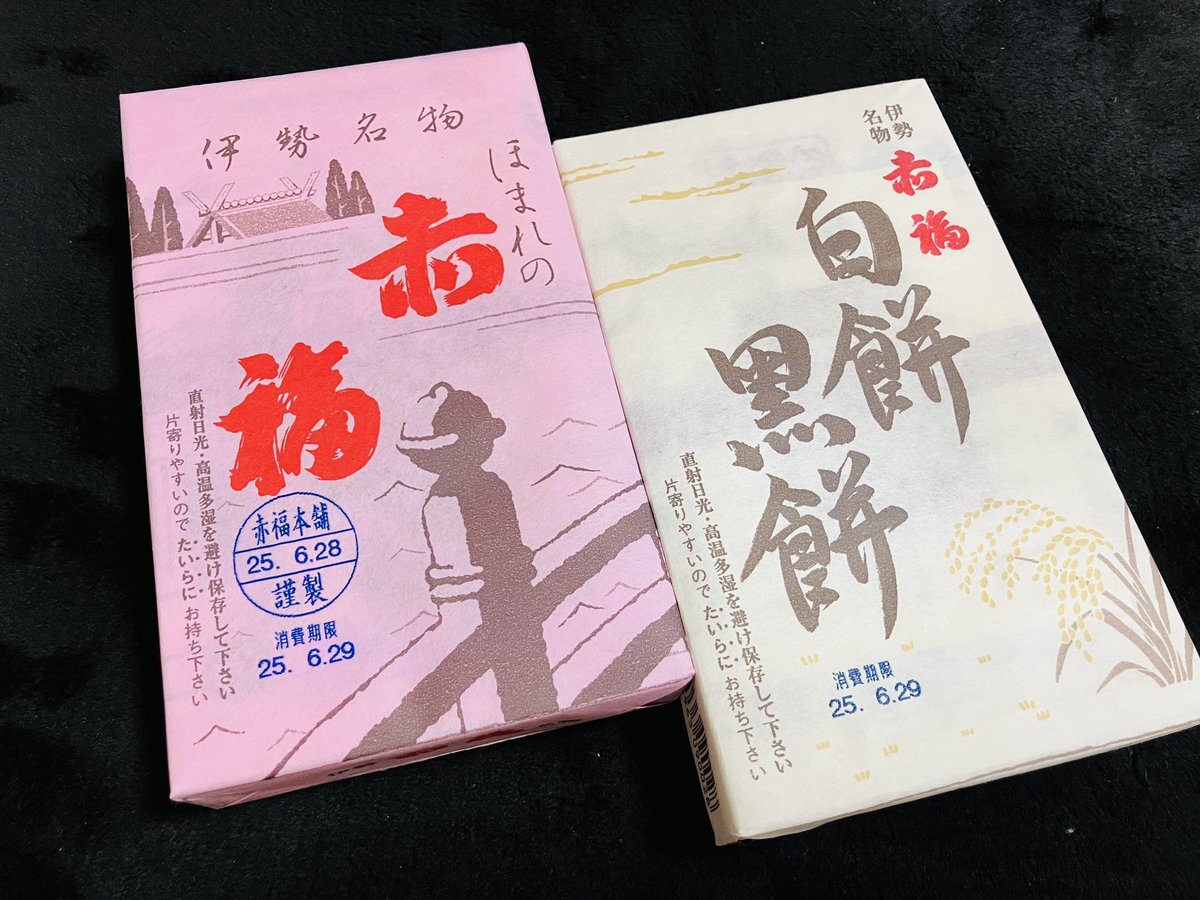 伊勢名物
ほまれの
赤福
直射日光・高温多湿を避け保存して下さい
片寄りやすいので たいらに お持ち下さい
赤福本舗
25. 6.28
謹製
消費期限
25. 6.29
伊勢
名物
赤福
白餅
黒餅
直射日光・高温多湿を避け保存して下さい
片寄りやすいので たいらに お持ち下さい
消費期限
25. 6.29